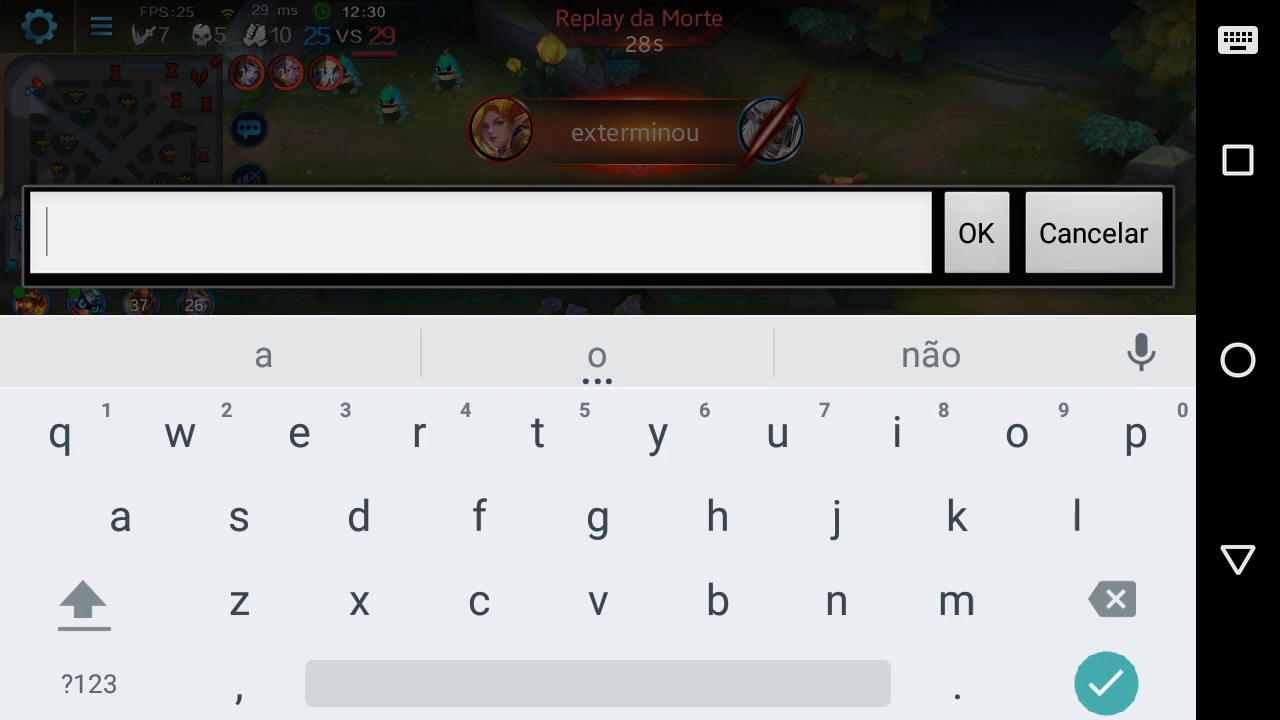 FPS:25 29 ms 12:30
7 5 10 25 VS 29
Replay da Morte
28s
17
exterminou
OK Cancelar
37 26
a o não
q 1 w 2 e 3 r 4 t 5 y 6 u 7 i 8 o 9 p 0
a s d f g h j k l
z x c v b n m
?123 , .